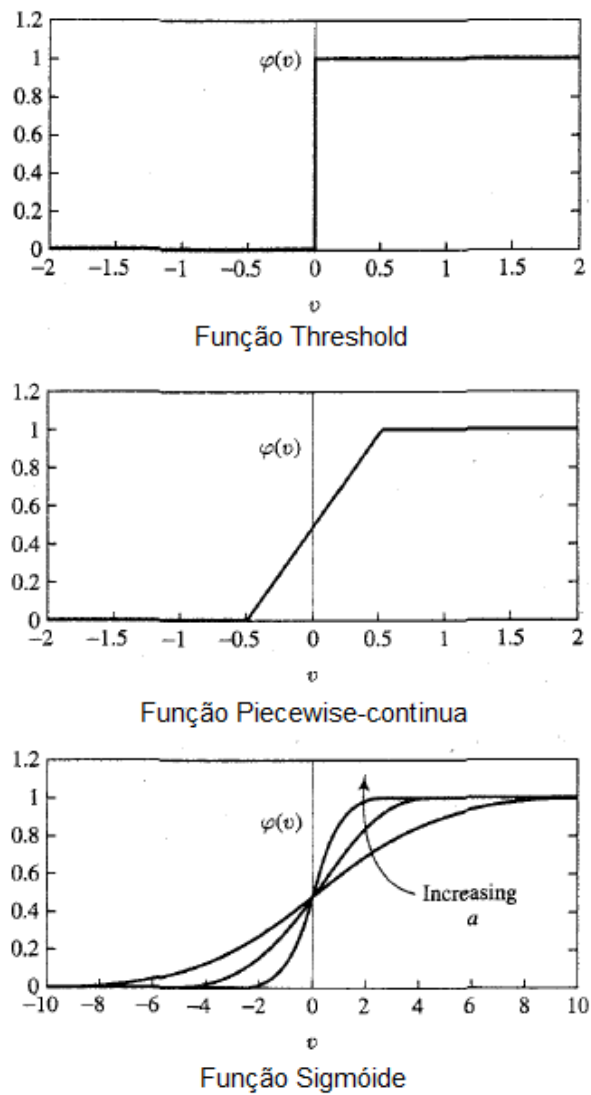 1.2
1
φ(v)
0.8
0.6
0.4
0.2
0
−2 −1.5 −1 −0.5 0 0.5 1 1.5 2
v
Função Threshold
1.2
1
φ(v)
0.8
0.6
0.4
0.2
0
−2 −1.5 −1 −0.5 0 0.5 1 1.5 2
v
Função Piecewise-continua
1.2
1
φ(v)
0.8
0.6
Increasing
a
0.4
0.2
0
−10 −8 −6 −4 −2 0 2 4 6 8 10
v
Função Sigmóide